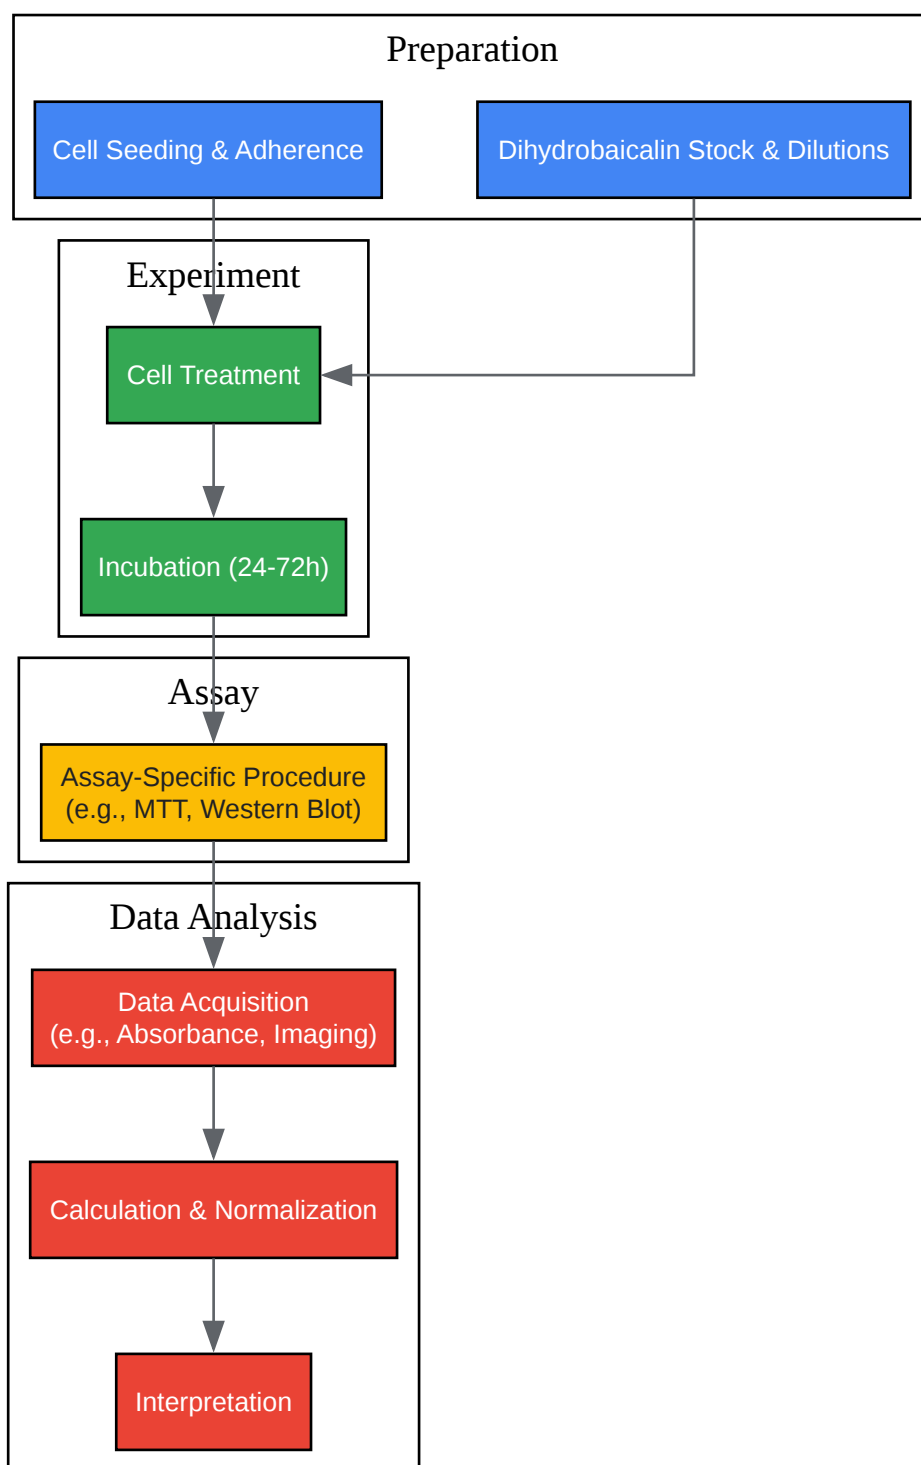 Preparation
Cell Seeding & Adherence
Dihydrobaicalin Stock & Dilutions
Experiment
Cell Treatment
Incubation (24-72h)
Assay
Assay-Specific Procedure
(e.g., MTT, Western Blot)
Data Analysis
Data Acquisition
(e.g., Absorbance, Imaging)
Calculation & Normalization
Interpretation